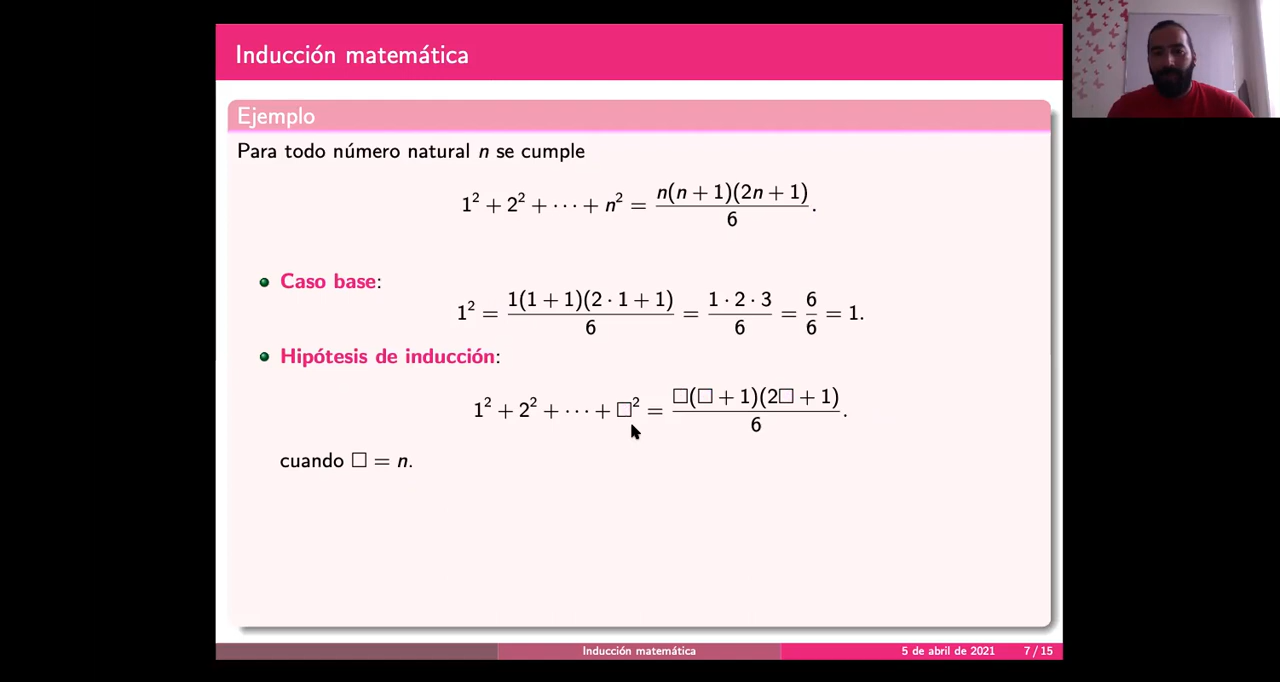 Inducción matemática
Ejemplo
Para todo número natural n se cumple
1² + 2² + · · · + n² = n(n + 1)(2n + 1) / 6 .
Caso base:
1² = 1(1 + 1)(2 · 1 + 1) / 6 = 1 · 2 · 3 / 6 = 6 / 6 = 1.
Hipótesis de inducción:
1² + 2² + · · · + □² = □(□ + 1)(2□ + 1) / 6 .
cuando □ = n.
Inducción matemática 5 de abril de 2021 7 / 15